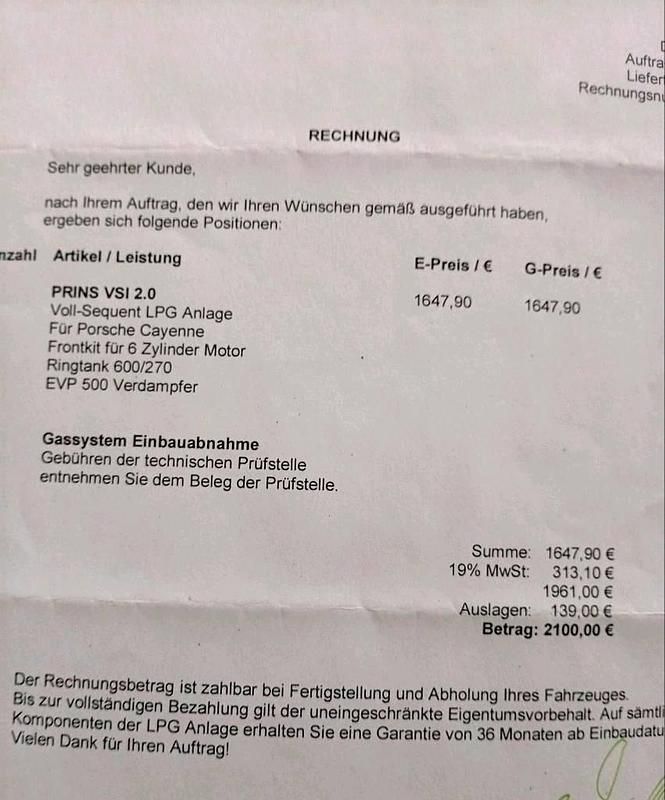 RECHNUNG
Sehr geehrter Kunde,
nach Ihrem Auftrag, den wir Ihren Wünschen gemäß ausgeführt haben,
ergeben sich folgende Positionen:
nzahl Artikel / Leistung E-Preis / € G-Preis / €
PRINS VSI 2.0 1647,90 1647,90
Voll-Sequent LPG Anlage
Für Porsche Cayenne
Frontkit für 6 Zylinder Motor
Ringtank 600/270
EVP 500 Verdampfer
Gassystem Einbauabnahme
Gebühren der technischen Prüfstelle
entnehmen Sie dem Beleg der Prüfstelle.
Summe: 1647,90 €
19% MwSt: 313,10 €
1961,00 €
Auslagen: 139,00 €
Betrag: 2100,00 €
Der Rechnungsbetrag ist zahlbar bei Fertigstellung und Abholung Ihres Fahrzeuges.
Bis zur vollständigen Bezahlung gilt der uneingeschränkte Eigentumsvorbehalt. Auf sämtli
Komponenten der LPG Anlage erhalten Sie eine Garantie von 36 Monaten ab Einbaudatu
Vielen Dank für Ihren Auftrag!